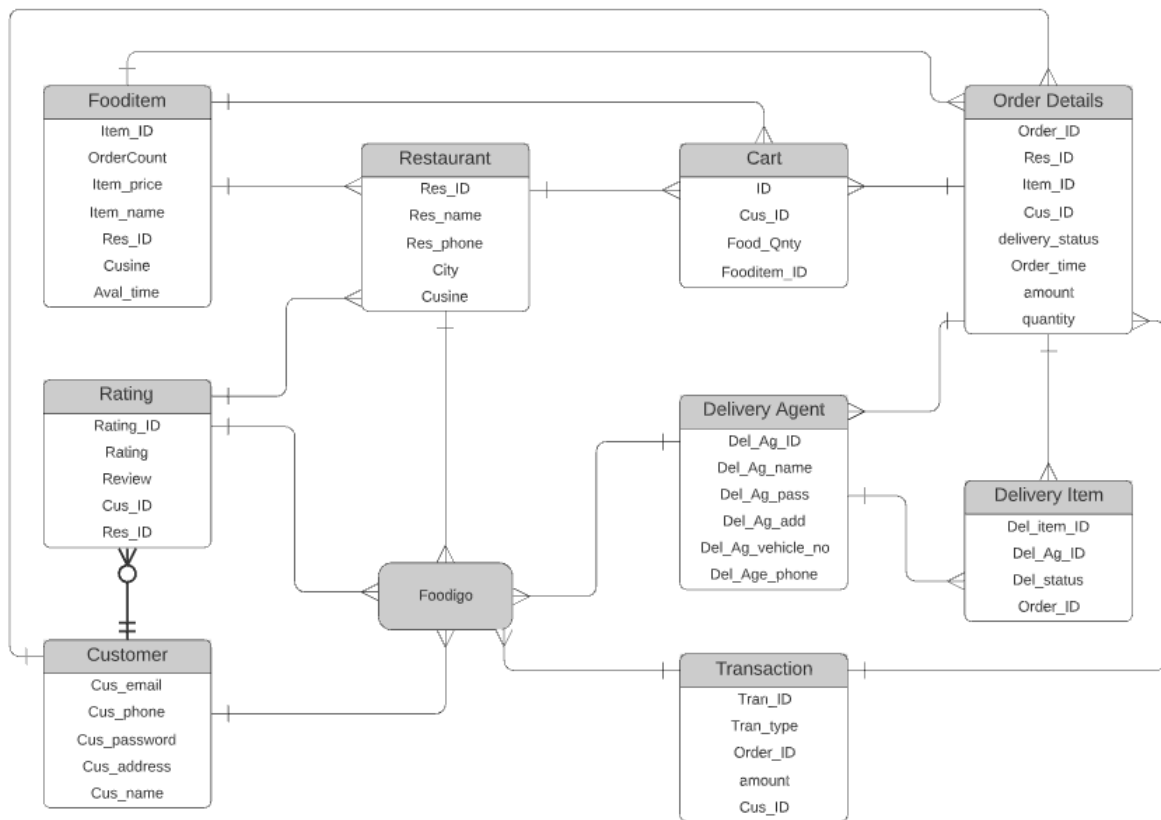 Fooditem
Item_ID
OrderCount
Item_price
Item_name
Res_ID
Cusine
Aval_time
Restaurant
Res_ID
Res_name
Res_phone
City
Cusine
Cart
ID
Cus_ID
Food_Qnty
Fooditem_ID
Order Details
Order_ID
Res_ID
Item_ID
Cus_ID
delivery_status
Order_time
amount
quantity
Rating
Rating_ID
Rating
Review
Cus_ID
Res_ID
Delivery Agent
Del_Ag_ID
Del_Ag_name
Del_Ag_pass
Del_Ag_add
Del_Ag_vehicle_no
Del_Age_phone
Delivery Item
Del_item_ID
Del_Ag_ID
Del_status
Order_ID
Foodigo
Customer
Cus_email
Cus_phone
Cus_password
Cus_address
Cus_name
Transaction
Tran_ID
Tran_type
Order_ID
amount
Cus_ID